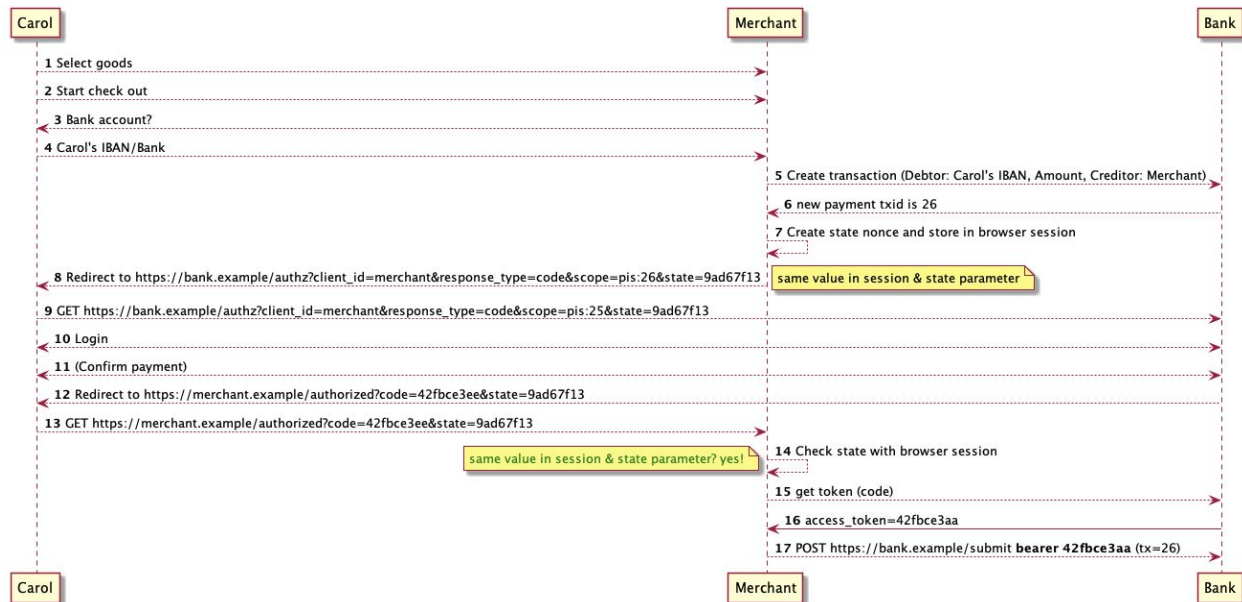 Carol Merchant Bank
1 Select goods
2 Start check out
3 Bank account?
4 Carol's IBAN/Bank
5 Create transaction (Debtor: Carol's IBAN, Amount, Creditor: Merchant)
6 new payment txid is 26
7 Create state nonce and store in browser session
8 Redirect to https://bank.example/authz?client_id=merchant&response_type=code&scope=pis:26&state=9ad67f13
same value in session & state parameter
9 GET https://bank.example/authz?client_id=merchant&response_type=code&scope=pis:25&state=9ad67f13
10 Login
11 (Confirm payment)
12 Redirect to https://merchant.example/authorized?code=42fbce3ee&state=9ad67f13
13 GET https://merchant.example/authorized?code=42fbce3ee&state=9ad67f13
14 Check state with browser session
same value in session & state parameter? yes!
15 get token (code)
16 access_token=42fbce3aa
17 POST https://bank.example/submit bearer 42fbce3aa (tx=26)
Carol Merchant Bank